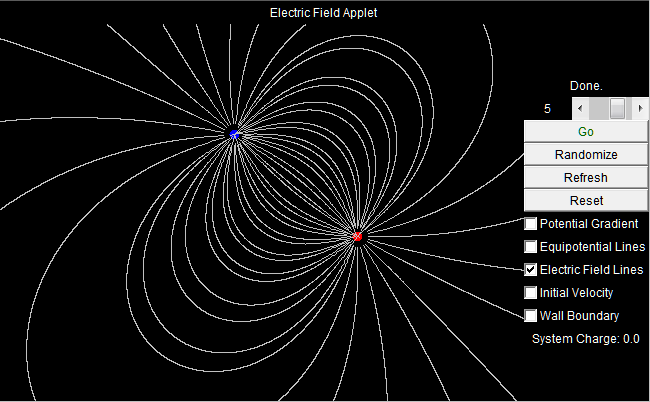 Electric Field Applet
Done.
5
Go
Randomize
Refresh
Reset
Potential Gradient
Equipotential Lines
Electric Field Lines
Initial Velocity
Wall Boundary
System Charge: 0.0